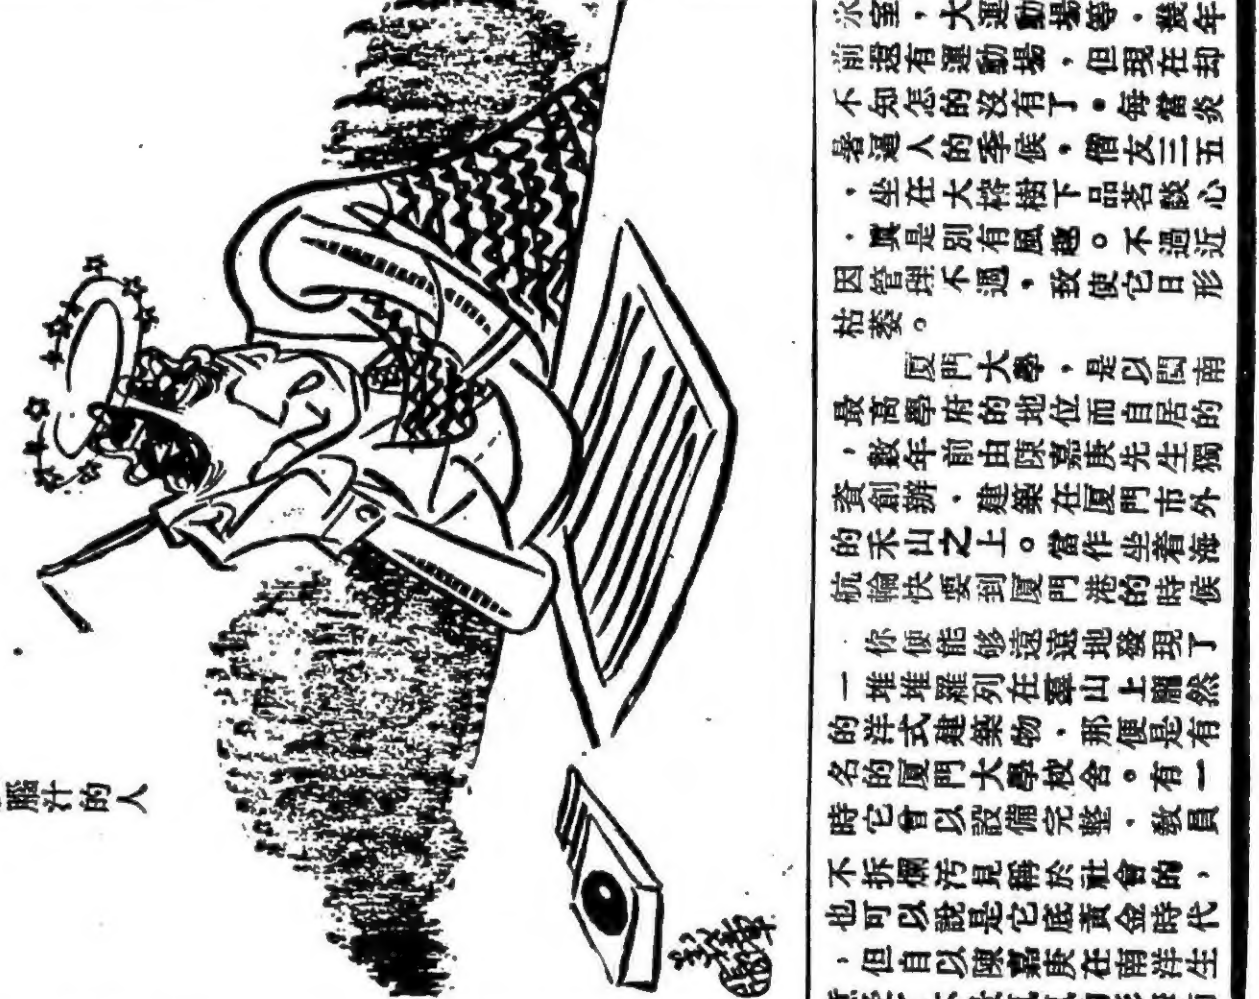 腦汁的人
室，大運動場等，幾年
前還有運動場，但現在却
不知怎的沒有了。每當炎
暑逼人的季候，偕友三五
，坐在大榕樹下品茗談心
，真是別有風趣。不過近
因管理不週，致使它日形
枯萎。
厦門大學，是以閩南
最高學府的地位而自居的
，數年前由陳嘉庚先生獨
資創辦，建築在厦門市外
的禾山之上。當作坐着海
航輪快要到厦門港的時候
你便能够遠遠地發現了
一堆堆羅列在羣山上龐然
的洋式建築物，那便是有
名的厦門大學校舍。有一
時它曾以設備完整，敎員
不拆爛污見稱於社會的，
也可以說是它底黃金時代
，但自以陳嘉庚在南洋生